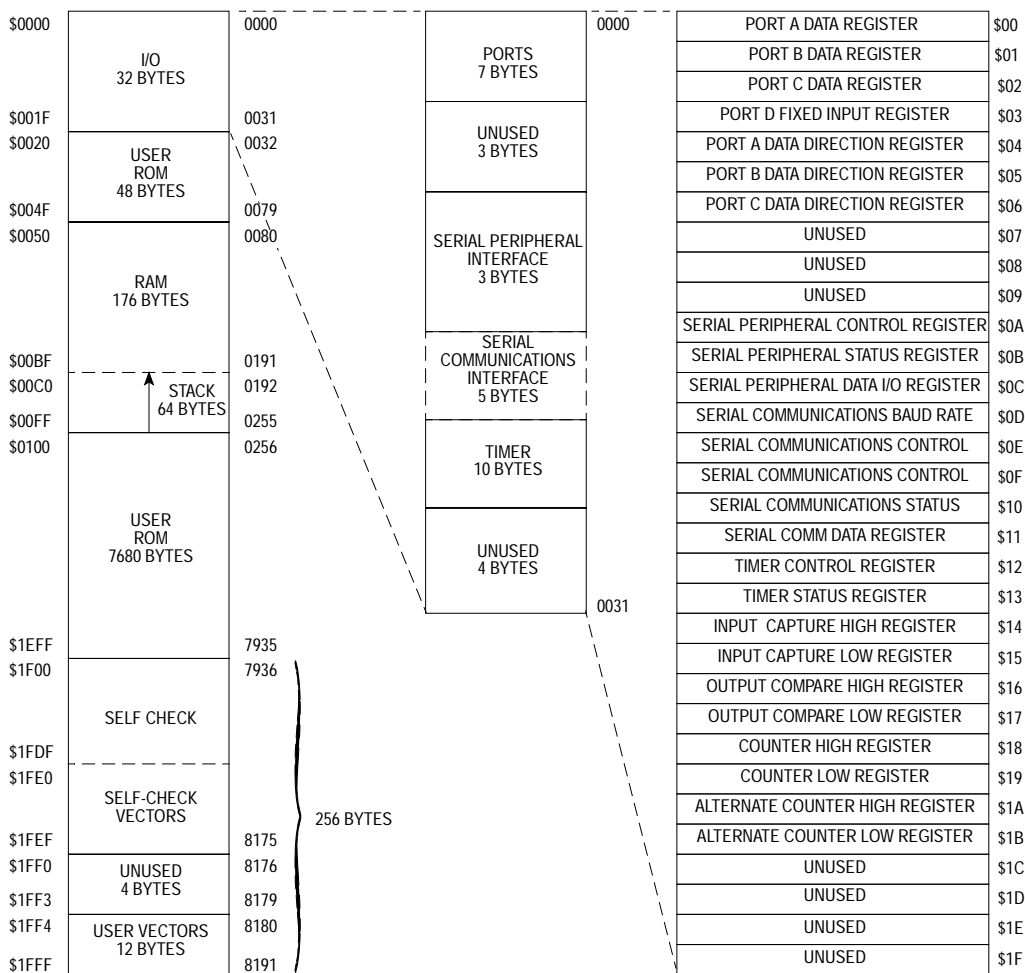 $0000
I/O
32 BYTES
0000
$001F
0031
$0020
USER
ROM
48 BYTES
0032
$004F
0079
$0050
RAM
176 BYTES
0080
$00BF
0191
$00C0
STACK
64 BYTES
0192
$00FF
0255
$0100
USER
ROM
7680 BYTES
0256
$1EFF
7935
$1F00
SELF CHECK
7936
$1FDF
$1FE0
SELF-CHECK
VECTORS
$1FEF
8175
$1FF0
UNUSED
4 BYTES
8176
$1FF3
8179
$1FF4
USER VECTORS
12 BYTES
8180
$1FFF
8191
256 BYTES
0000
PORTS
7 BYTES
UNUSED
3 BYTES
SERIAL PERIPHERAL
INTERFACE
3 BYTES
SERIAL
COMMUNICATIONS
INTERFACE
5 BYTES
TIMER
10 BYTES
UNUSED
4 BYTES
0031
PORT A DATA REGISTER $00
PORT B DATA REGISTER $01
PORT C DATA REGISTER $02
PORT D FIXED INPUT REGISTER $03
PORT A DATA DIRECTION REGISTER $04
PORT B DATA DIRECTION REGISTER $05
PORT C DATA DIRECTION REGISTER $06
UNUSED $07
UNUSED $08
UNUSED $09
SERIAL PERIPHERAL CONTROL REGISTER $0A
SERIAL PERIPHERAL STATUS REGISTER $0B
SERIAL PERIPHERAL DATA I/O REGISTER $0C
SERIAL COMMUNICATIONS BAUD RATE $0D
SERIAL COMMUNICATIONS CONTROL $0E
SERIAL COMMUNICATIONS CONTROL $0F
SERIAL COMMUNICATIONS STATUS $10
SERIAL COMM DATA REGISTER $11
TIMER CONTROL REGISTER $12
TIMER STATUS REGISTER $13
INPUT CAPTURE HIGH REGISTER $14
INPUT CAPTURE LOW REGISTER $15
OUTPUT COMPARE HIGH REGISTER $16
OUTPUT COMPARE LOW REGISTER $17
COUNTER HIGH REGISTER $18
COUNTER LOW REGISTER $19
ALTERNATE COUNTER HIGH REGISTER $1A
ALTERNATE COUNTER LOW REGISTER $1B
UNUSED $1C
UNUSED $1D
UNUSED $1E
UNUSED $1F